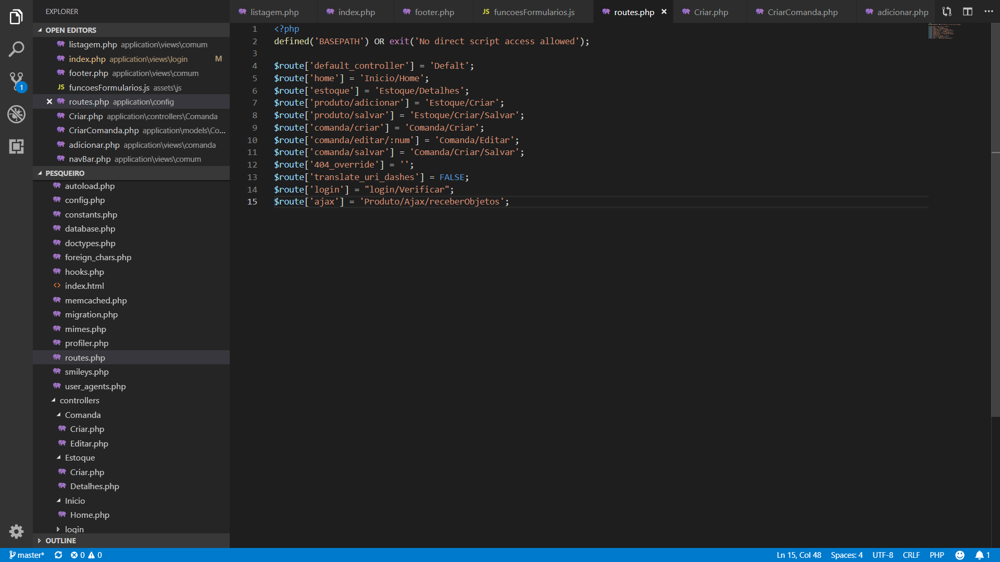 EXPLORER
OPEN EDITORS
listagem.php application\views\comum
index.php application\views\login M
footer.php application\views\comum
JS funcoesFormularios.js assets\js
routes.php application\config
Criar.php application\controllers\Comanda
CriarComanda.php application\models\Co...
adicionar.php application\views\comanda
navBar.php application\views\comum
PESQUEIRO
autoload.php
config.php
constants.php
database.php
doctypes.php
foreign_chars.php
hooks.php
index.html
memcached.php
migration.php
mimes.php
profiler.php
routes.php
smileys.php
user_agents.php
controllers
Comanda
Criar.php
Editar.php
Estoque
Criar.php
Detalhes.php
Inicio
Home.php
login
OUTLINE
listagem.php index.php footer.php JS funcoesFormularios.js routes.php Criar.php CriarComanda.php adicionar.php
1 <?php
2 defined('BASEPATH') OR exit('No direct script access allowed');
3
4 $route['default_controller'] = 'Defalt';
5 $route['home'] = 'Inicio/Home';
6 $route['estoque'] = 'Estoque/Detalhes';
7 $route['produto/adicionar'] = 'Estoque/Criar';
8 $route['produto/salvar'] = 'Estoque/Criar/Salvar';
9 $route['comanda/criar'] = 'Comanda/Criar';
10 $route['comanda/editar/:num'] = 'Comanda/Editar';
11 $route['comanda/salvar'] = 'Comanda/Criar/Salvar';
12 $route['404_override'] = '';
13 $route['translate_uri_dashes'] = FALSE;
14 $route['login'] = "login/Verificar";
15 $route['ajax'] = 'Produto/Ajax/receberObjetos';
1
master* 0 0 Ln 15, Col 48 Spaces: 4 UTF-8 CRLF PHP 1